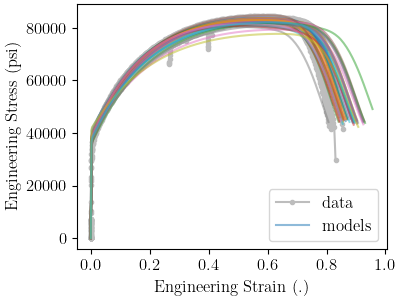 Engineering Stress (psi)
80000
60000
40000
20000
0
data
models
0.0 0.2 0.4 0.6 0.8 1.0
Engineering Strain (.)